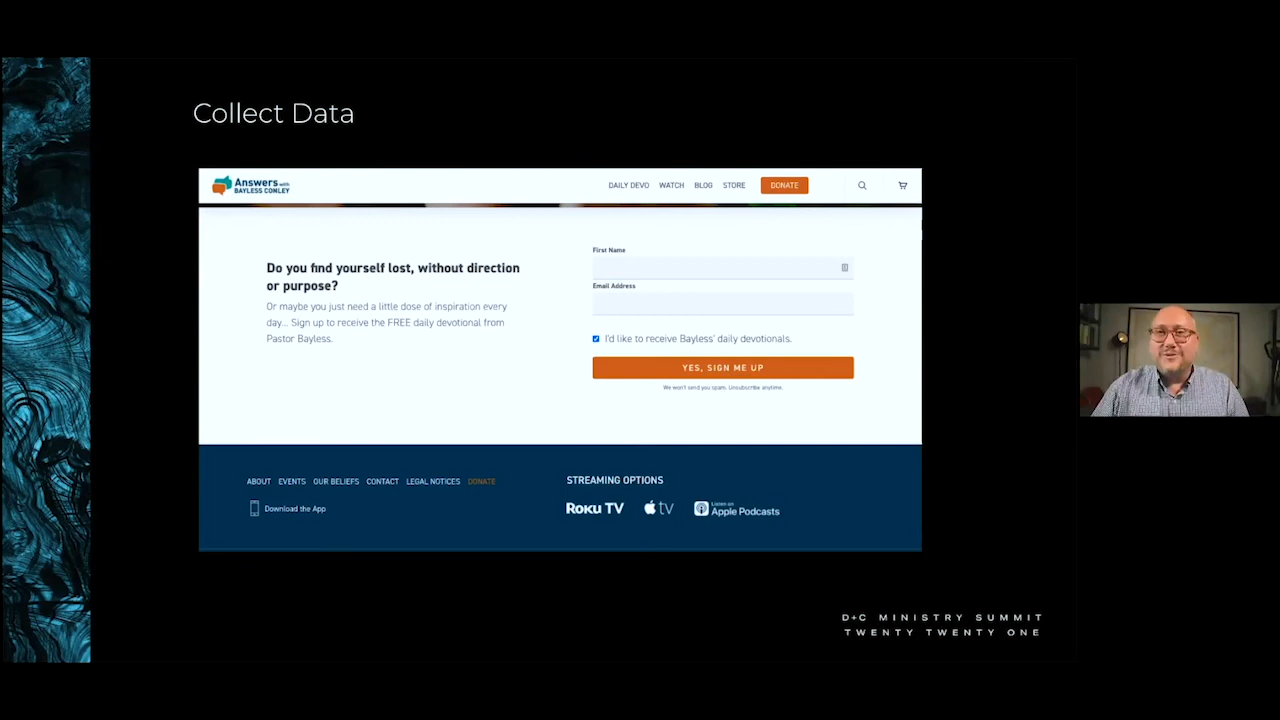 Collect Data
Answers with
BAYLESS CONLEY
DAILY DEVO WATCH BLOG STORE DONATE
Do you find yourself lost, without direction
or purpose?
Or maybe you just need a little dose of inspiration every
day... Sign up to receive the FREE daily devotional from
Pastor Bayless.
First Name
Email Address
I'd like to receive Bayless' daily devotionals.
YES, SIGN ME UP
We won't send you spam. Unsubscribe anytime.
ABOUT EVENTS OUR BELIEFS CONTACT LEGAL NOTICES DONATE
Download the App
STREAMING OPTIONS
ROKU TV tv Listen on
Apple Podcasts
D+C MINISTRY SUMMIT
TWENTY TWENTY ONE